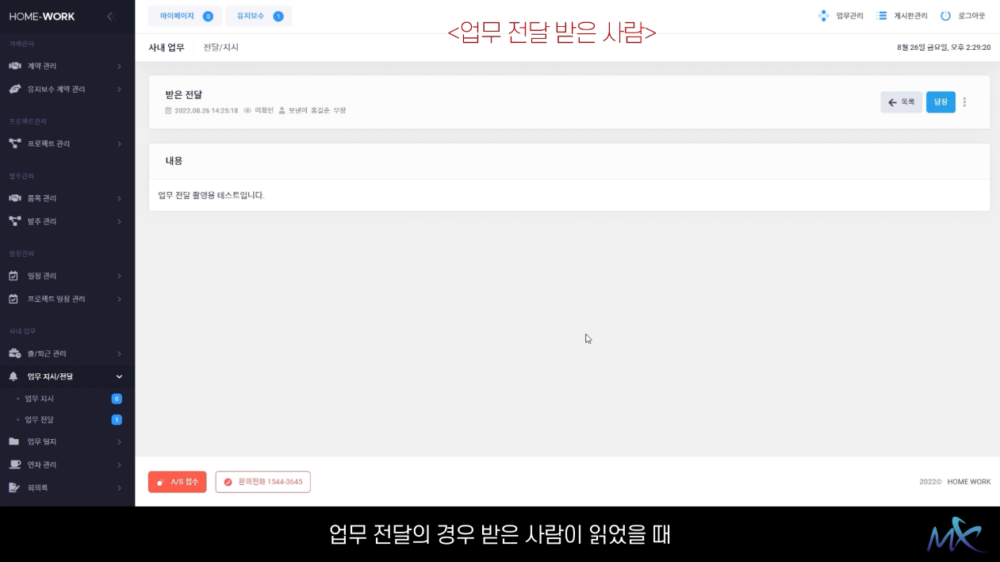 HOME-WORK
마이페이지 0
유지보수 1
업무관리
게시판관리
로그아웃
<업무 전달 받은 사람>
사내 업무
전달/지시
8월 26일 금요일, 오후 2:29:20
거래관리
계약 관리
유지보수 계약 관리
프로젝트관리
프로젝트 관리
발주관리
품목 관리
발주 관리
일정관리
일정 관리
프로젝트 일정 관리
사내 업무
출/퇴근 관리
업무 지시/전달
업무 지시 0
업무 전달 1
업무 일지
연차 관리
회의록
받은 전달
2022.08.26 14:25:18 미확인 보낸이 홍길순 부장
목록
답장
내용
업무 전달 촬영용 테스트입니다.
A/S 접수
문의전화 1544-3645
2022© HOME WORK
업무 전달의 경우 받은 사람이 읽었을 때
MX